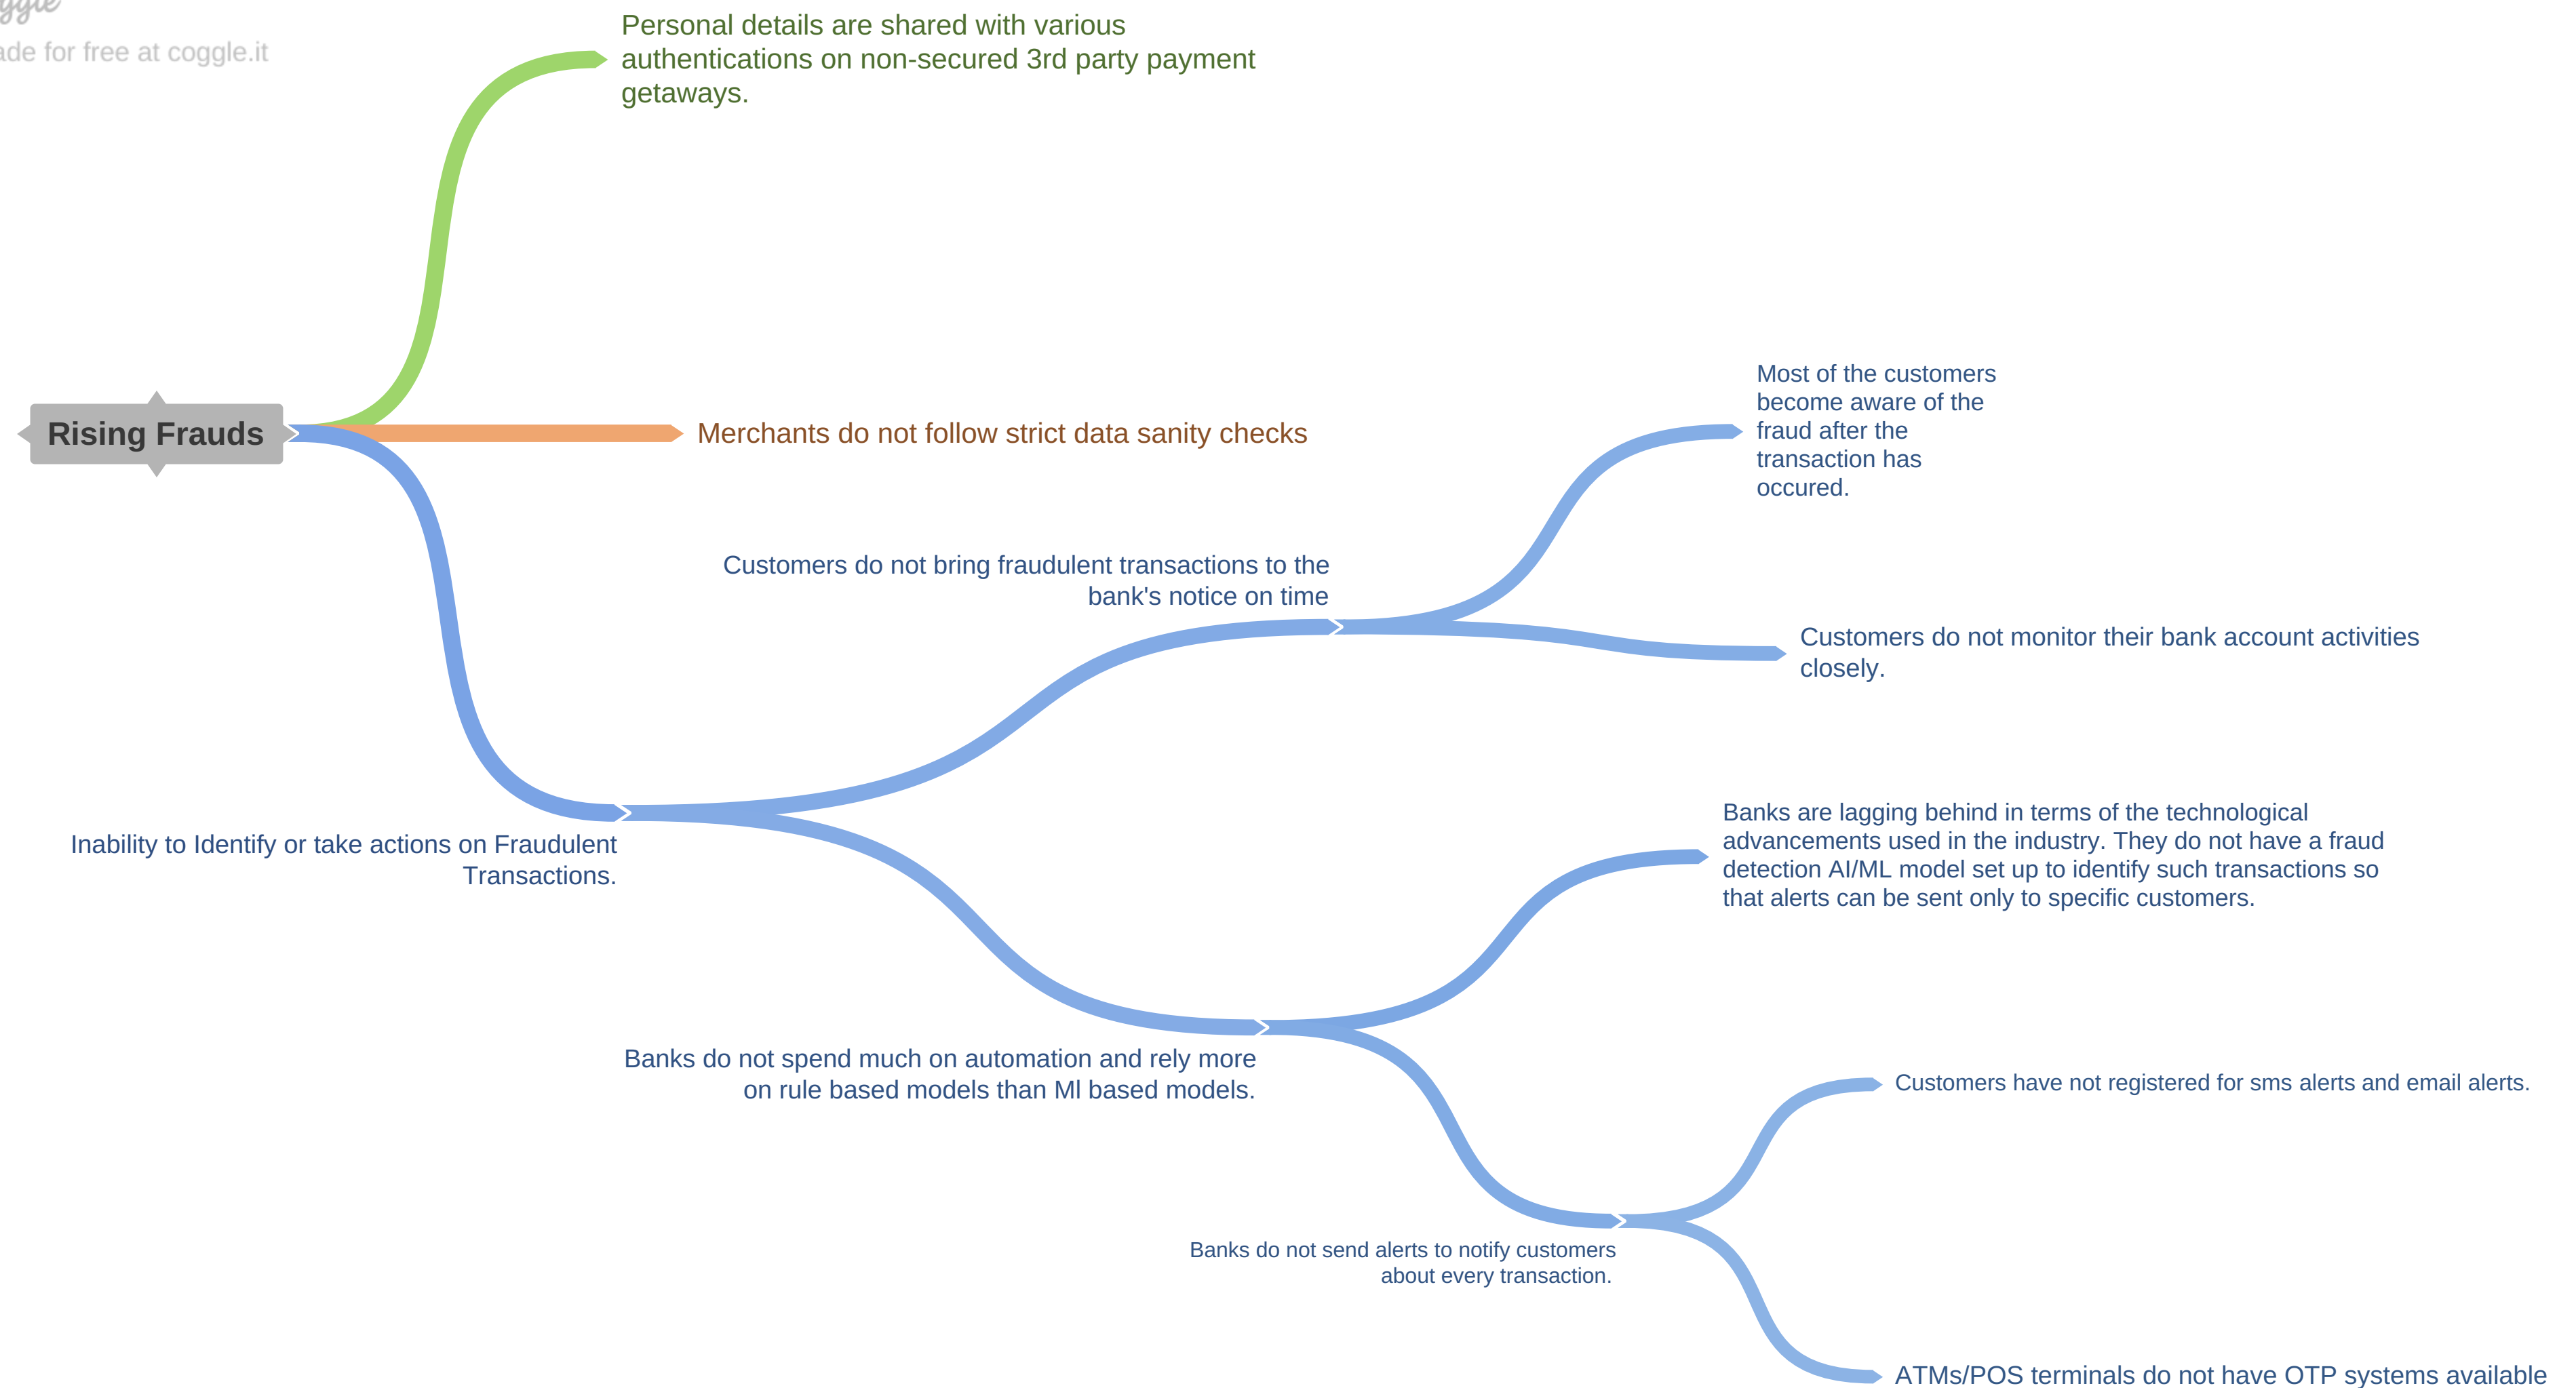 for free at coggle.it
Personal details are shared with various
authentications on non-secured 3rd party payment
getaways.
Rising Frauds
Merchants do not follow strict data sanity checks
Most of the customers
become aware of the
fraud after the
transaction has
occured.
Customers do not bring fraudulent transactions to the
bank's notice on time
Customers do not monitor their bank account activities
closely.
Inability to Identify or take actions on Fraudulent
Transactions.
Banks are lagging behind in terms of the technological
advancements used in the industry. They do not have a fraud
detection AI/ML model set up to identify such transactions so
that alerts can be sent only to specific customers.
Banks do not spend much on automation and rely more
on rule based models than Ml based models.
Customers have not registered for sms alerts and email alerts.
Banks do not send alerts to notify customers
about every transaction.
ATMs/POS terminals do not have OTP systems available